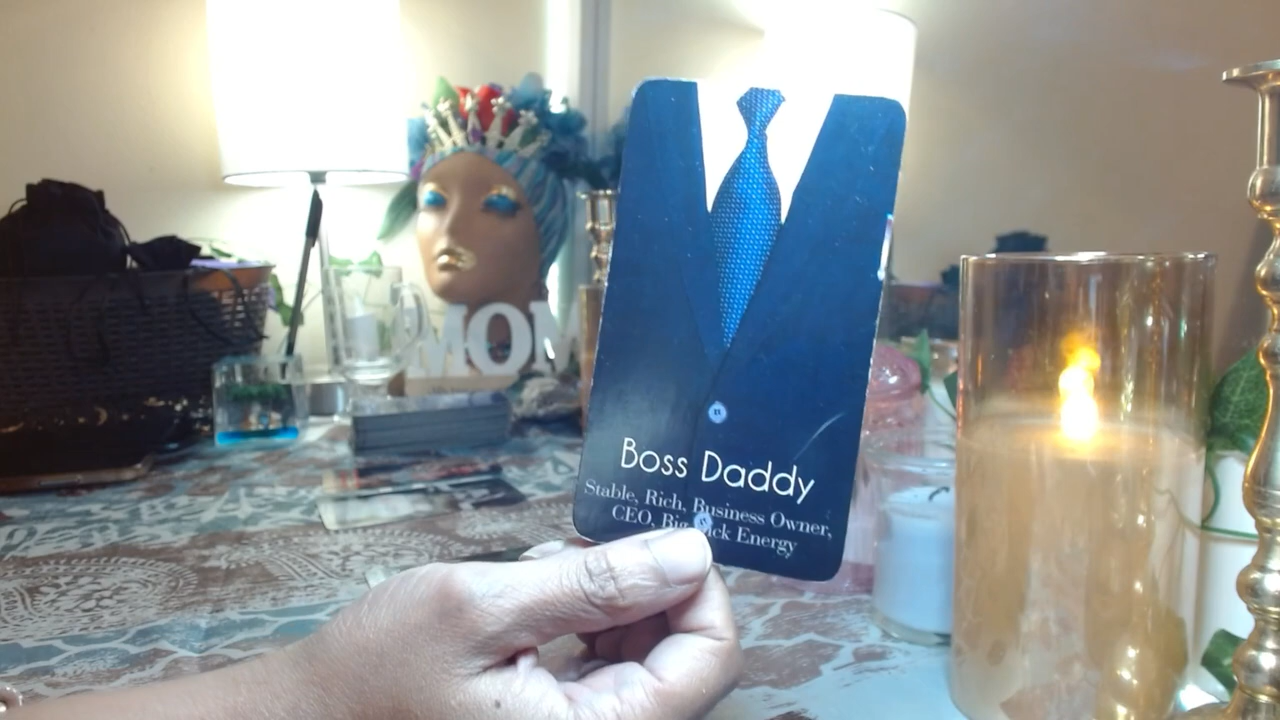 MOM
Boss Daddy
Stable, Rich, Business Owner,
CEO, Big Dick Energy